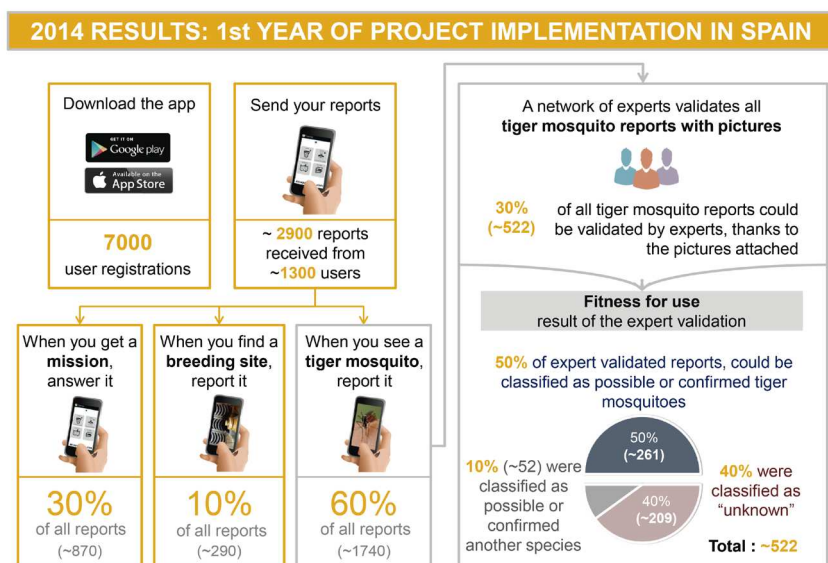 2014 RESULTS: 1st YEAR OF PROJECT IMPLEMENTATION IN SPAIN
Download the app
GET IT ON
Google play
Available on the
App Store
7000
user registrations
Send your reports
~ 2900 reports
received from
~1300 users
When you get a
mission,
answer it
30%
of all reports
(~870)
When you find a
breeding site,
report it
10%
of all reports
(~290)
When you see a
tiger mosquito,
report it
60%
of all reports
(~1740)
A network of experts validates all
tiger mosquito reports with pictures
30%
(~522)
of all tiger mosquito reports could
be validated by experts, thanks to
the pictures attached
Fitness for use
result of the expert validation
50% of expert validated reports, could be
classified as possible or confirmed tiger
mosquitoes
50%
(~261)
10% (~52) were
classified as
possible or
confirmed
another species
40%
(~209)
40% were
classified as
“unknown”
Total : ~522